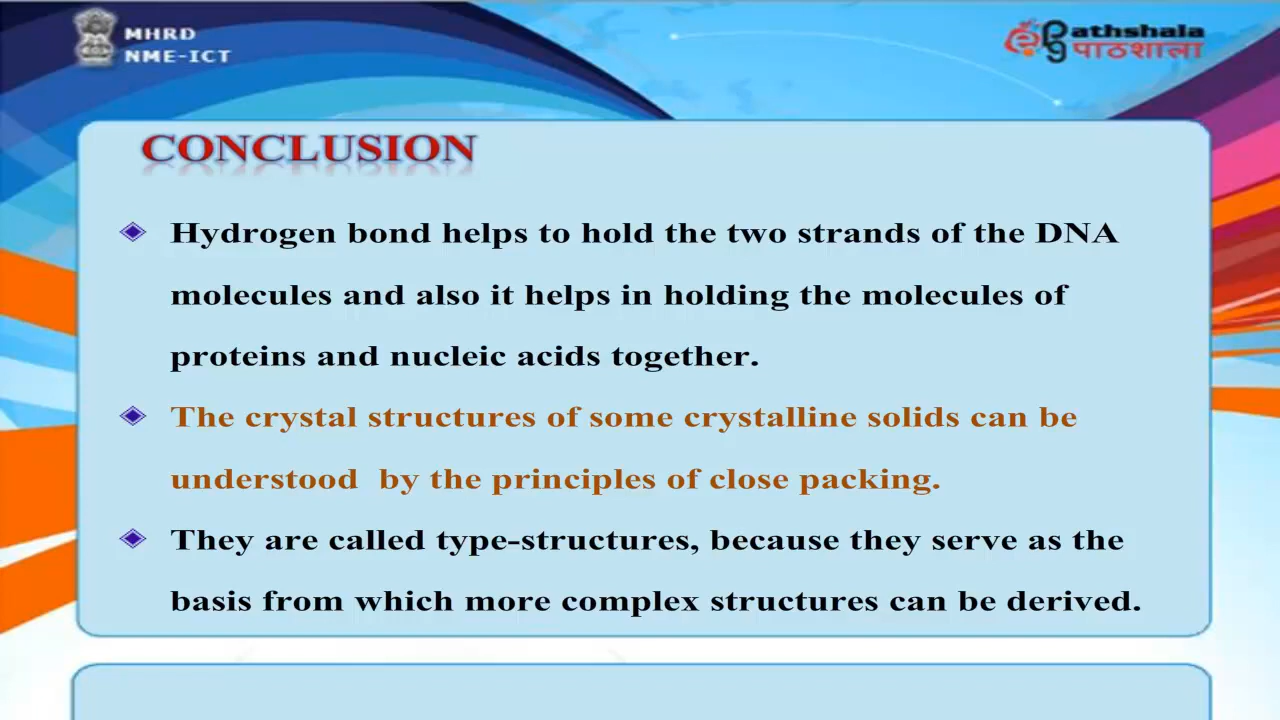 MHRD
NME-ICT
ePathshala
पाठशाला
CONCLUSION
Hydrogen bond helps to hold the two strands of the DNA
molecules and also it helps in holding the molecules of
proteins and nucleic acids together.
The crystal structures of some crystalline solids can be
understood by the principles of close packing.
They are called type-structures, because they serve as the
basis from which more complex structures can be derived.